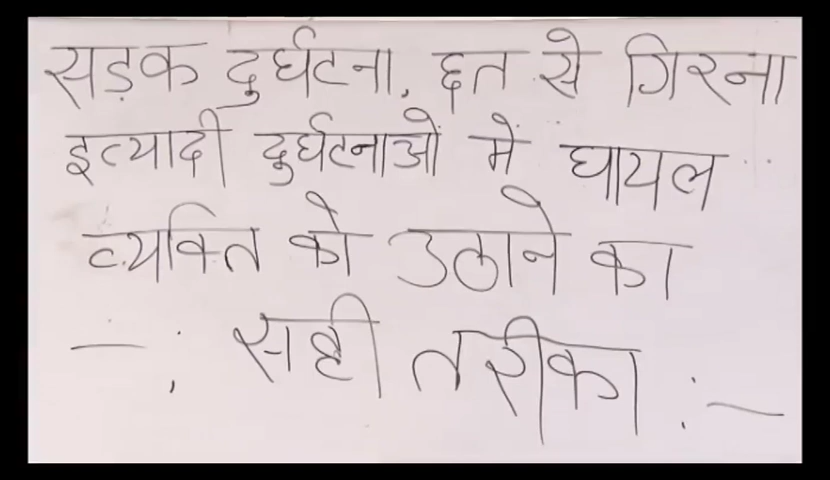 सड़क दुर्घटना, छत से गिरना
इत्यादी दुर्घटनाओं में घायल
व्यक्ति को उठाने का
—: सही तरीका :—